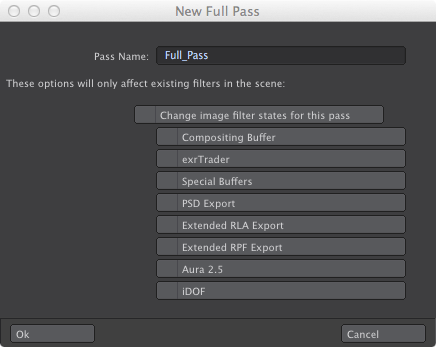 New Full Pass
Pass Name: Full_Pass
These options will only affect existing filters in the scene:
Change image filter states for this pass
Compositing Buffer
exrTrader
Special Buffers
PSD Export
Extended RLA Export
Extended RPF Export
Aura 2.5
iDOF
Ok Cancel